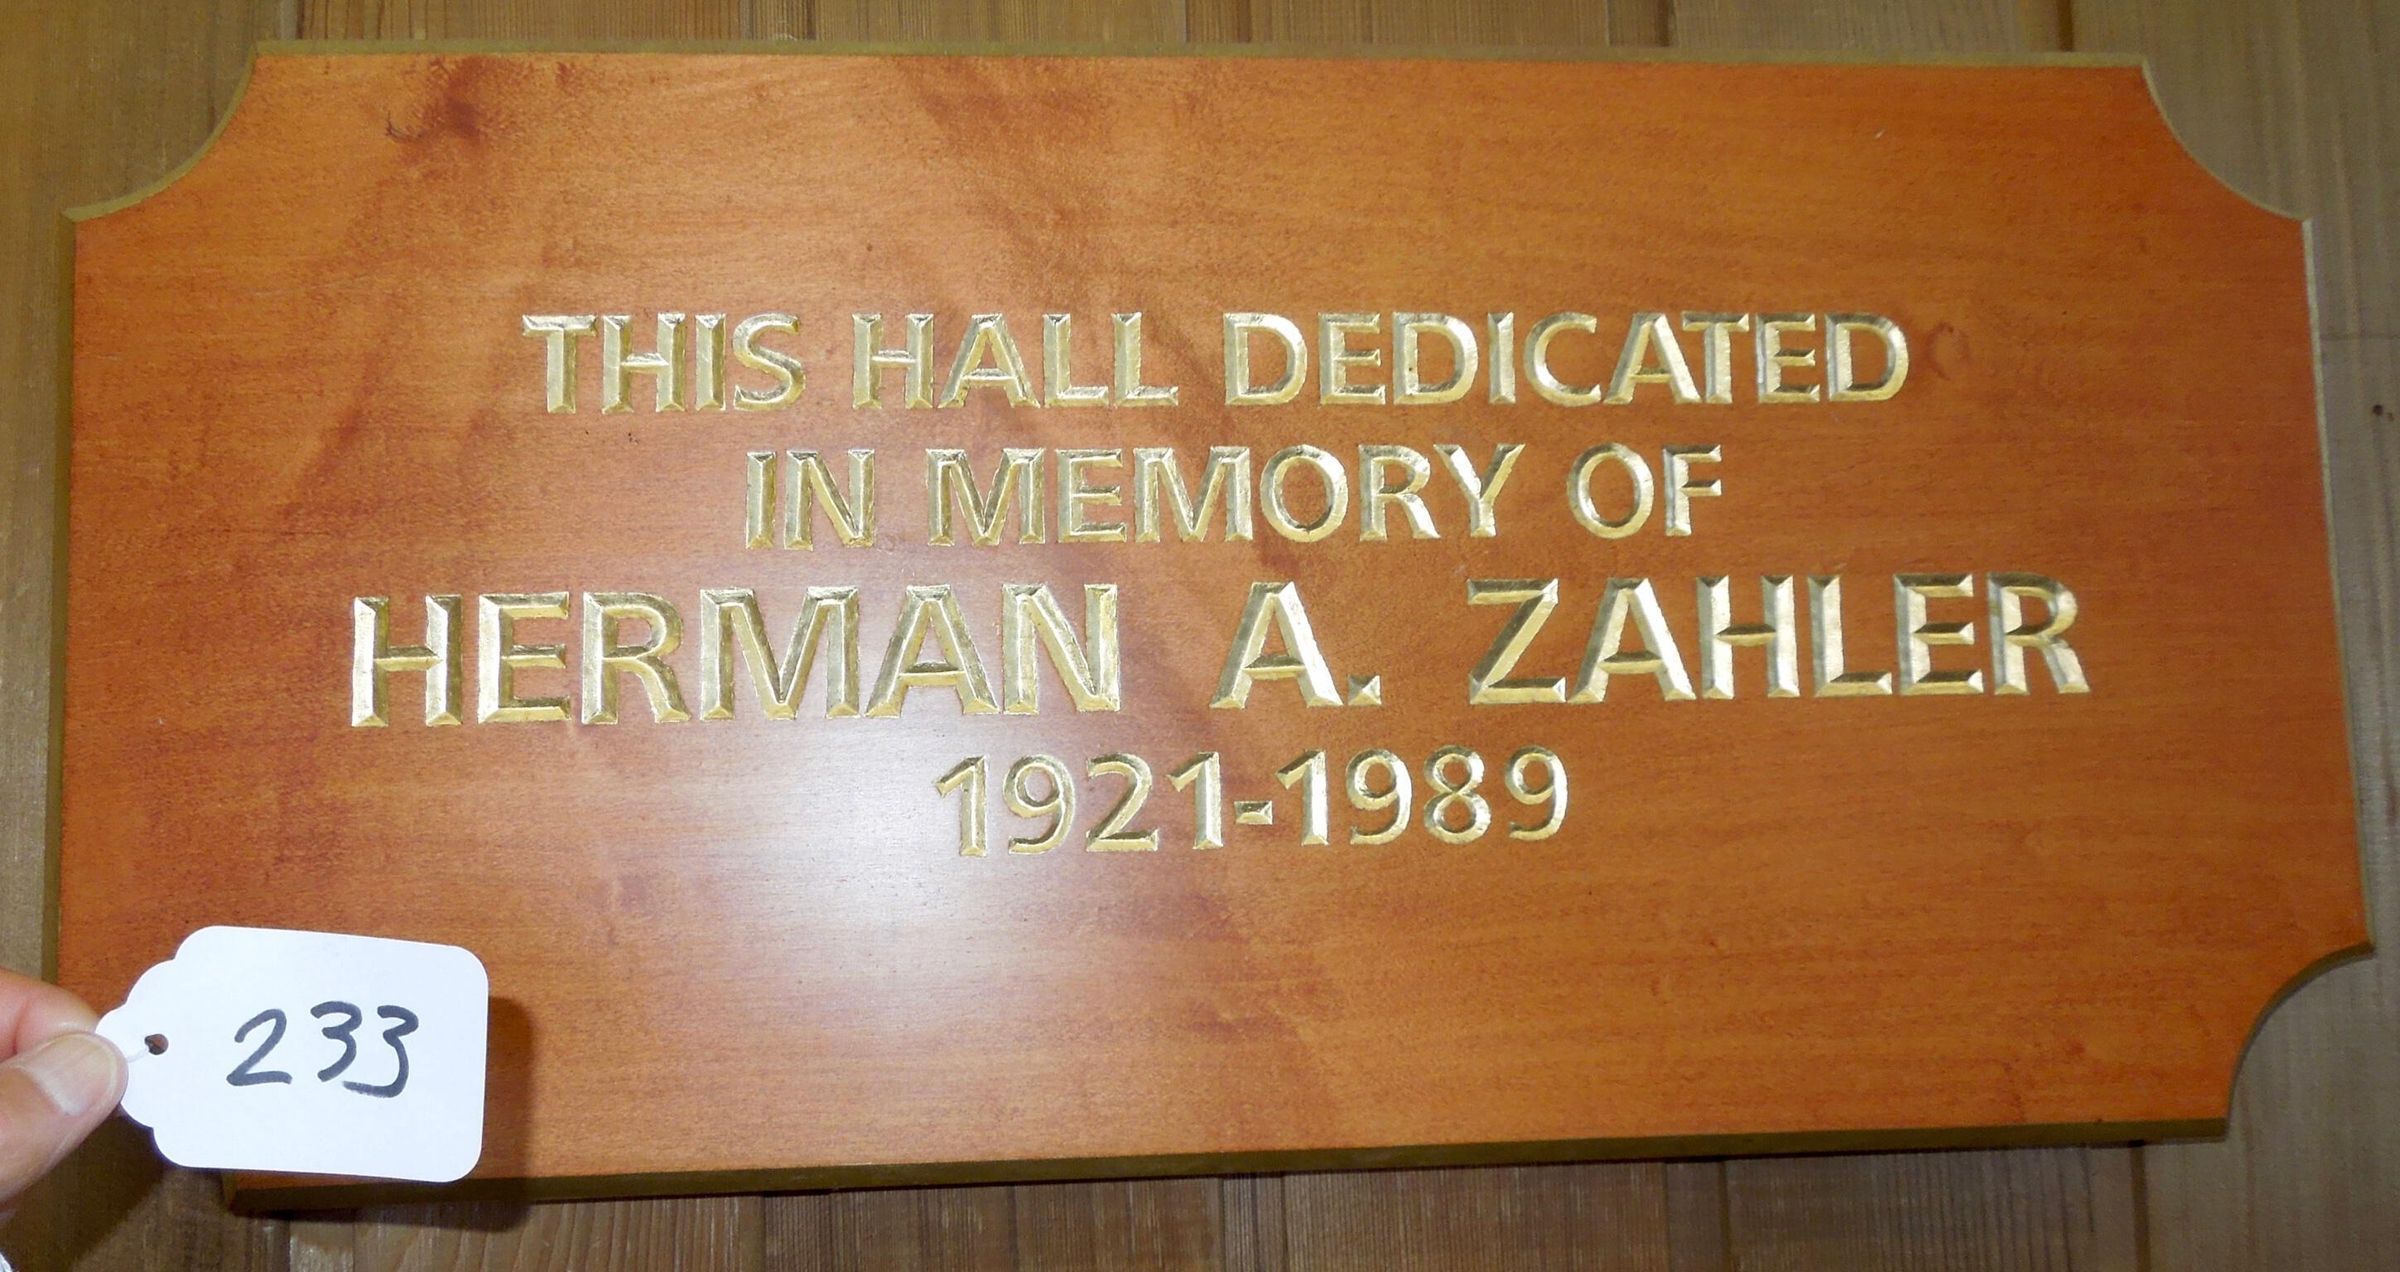 THIS HALL DEDICATED
IN MEMORY OF
HERMAN A. ZAHLER
1921-1989
233